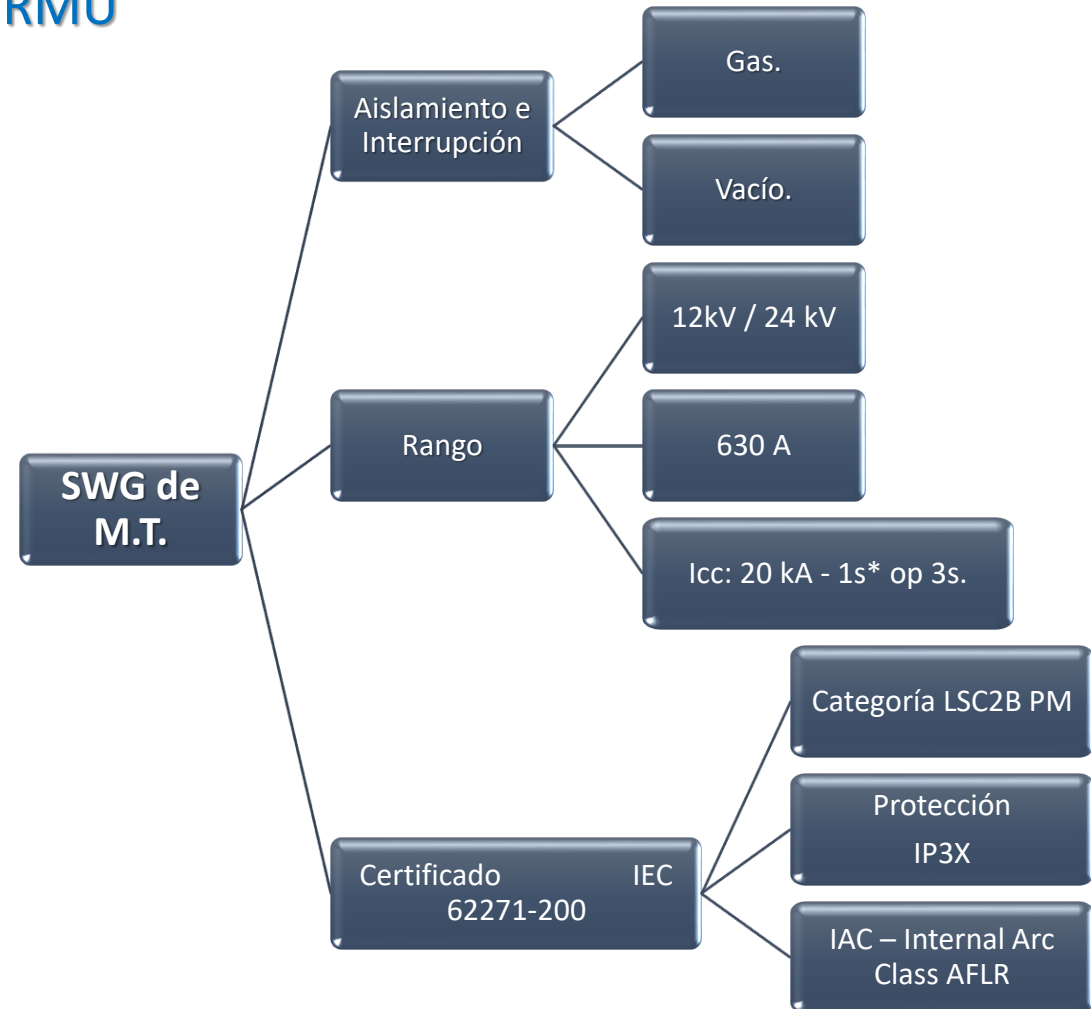 RMU
SWG de
M.T.
Aislamiento e
Interrupción
Gas.
Vacío.
Rango
12kV / 24 kV
630 A
Icc: 20 kA - 1s* op 3s.
Certificado IEC
62271-200
Categoría LSC2B PM
Protección
IP3X
IAC – Internal Arc
Class AFLR